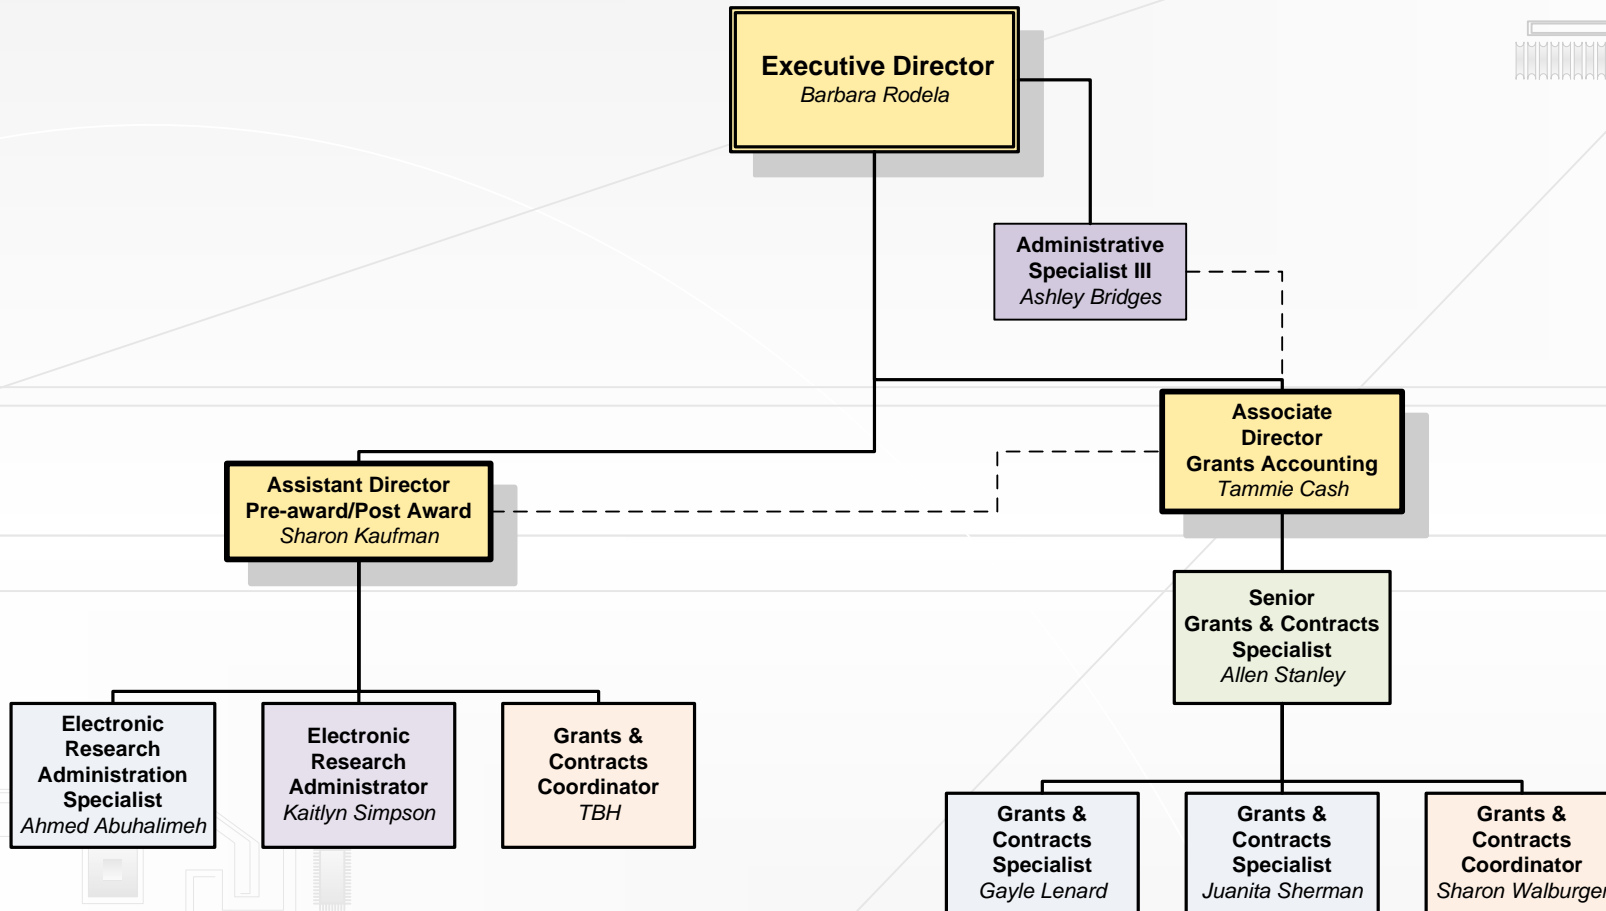 Executive Director
Barbara Rodela
Administrative
Specialist III
Ashley Bridges
Associate
Director
Grants Accounting
Tammie Cash
Assistant Director
Pre-award/Post Award
Sharon Kaufman
Senior
Grants & Contracts
Specialist
Allen Stanley
Electronic
Research
Administration
Specialist
Ahmed Abuhalimeh
Electronic
Research
Administrator
Kaitlyn Simpson
Grants &
Contracts
Coordinator
TBH
Grants &
Contracts
Specialist
Gayle Lenard
Grants &
Contracts
Specialist
Juanita Sherman
Grants &
Contracts
Coordinator
Sharon Walburger